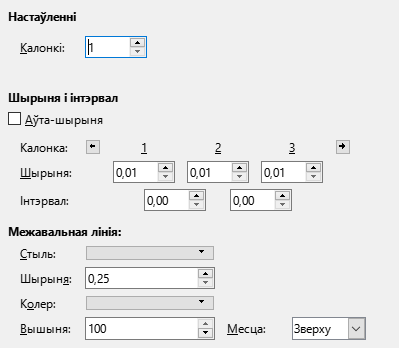 Настаўленні
Калонкі: 1
Шырыня і інтэрвал
Аўта-шырыня
Калонка: 1 2 3
Шырыня: 0,01 0,01 0,01
Інтэрвал: 0,00 0,00
Межавальная лінія:
Стыль:
Шырыня: 0,25
Колер:
Вышыня: 100 Месца: Зверху